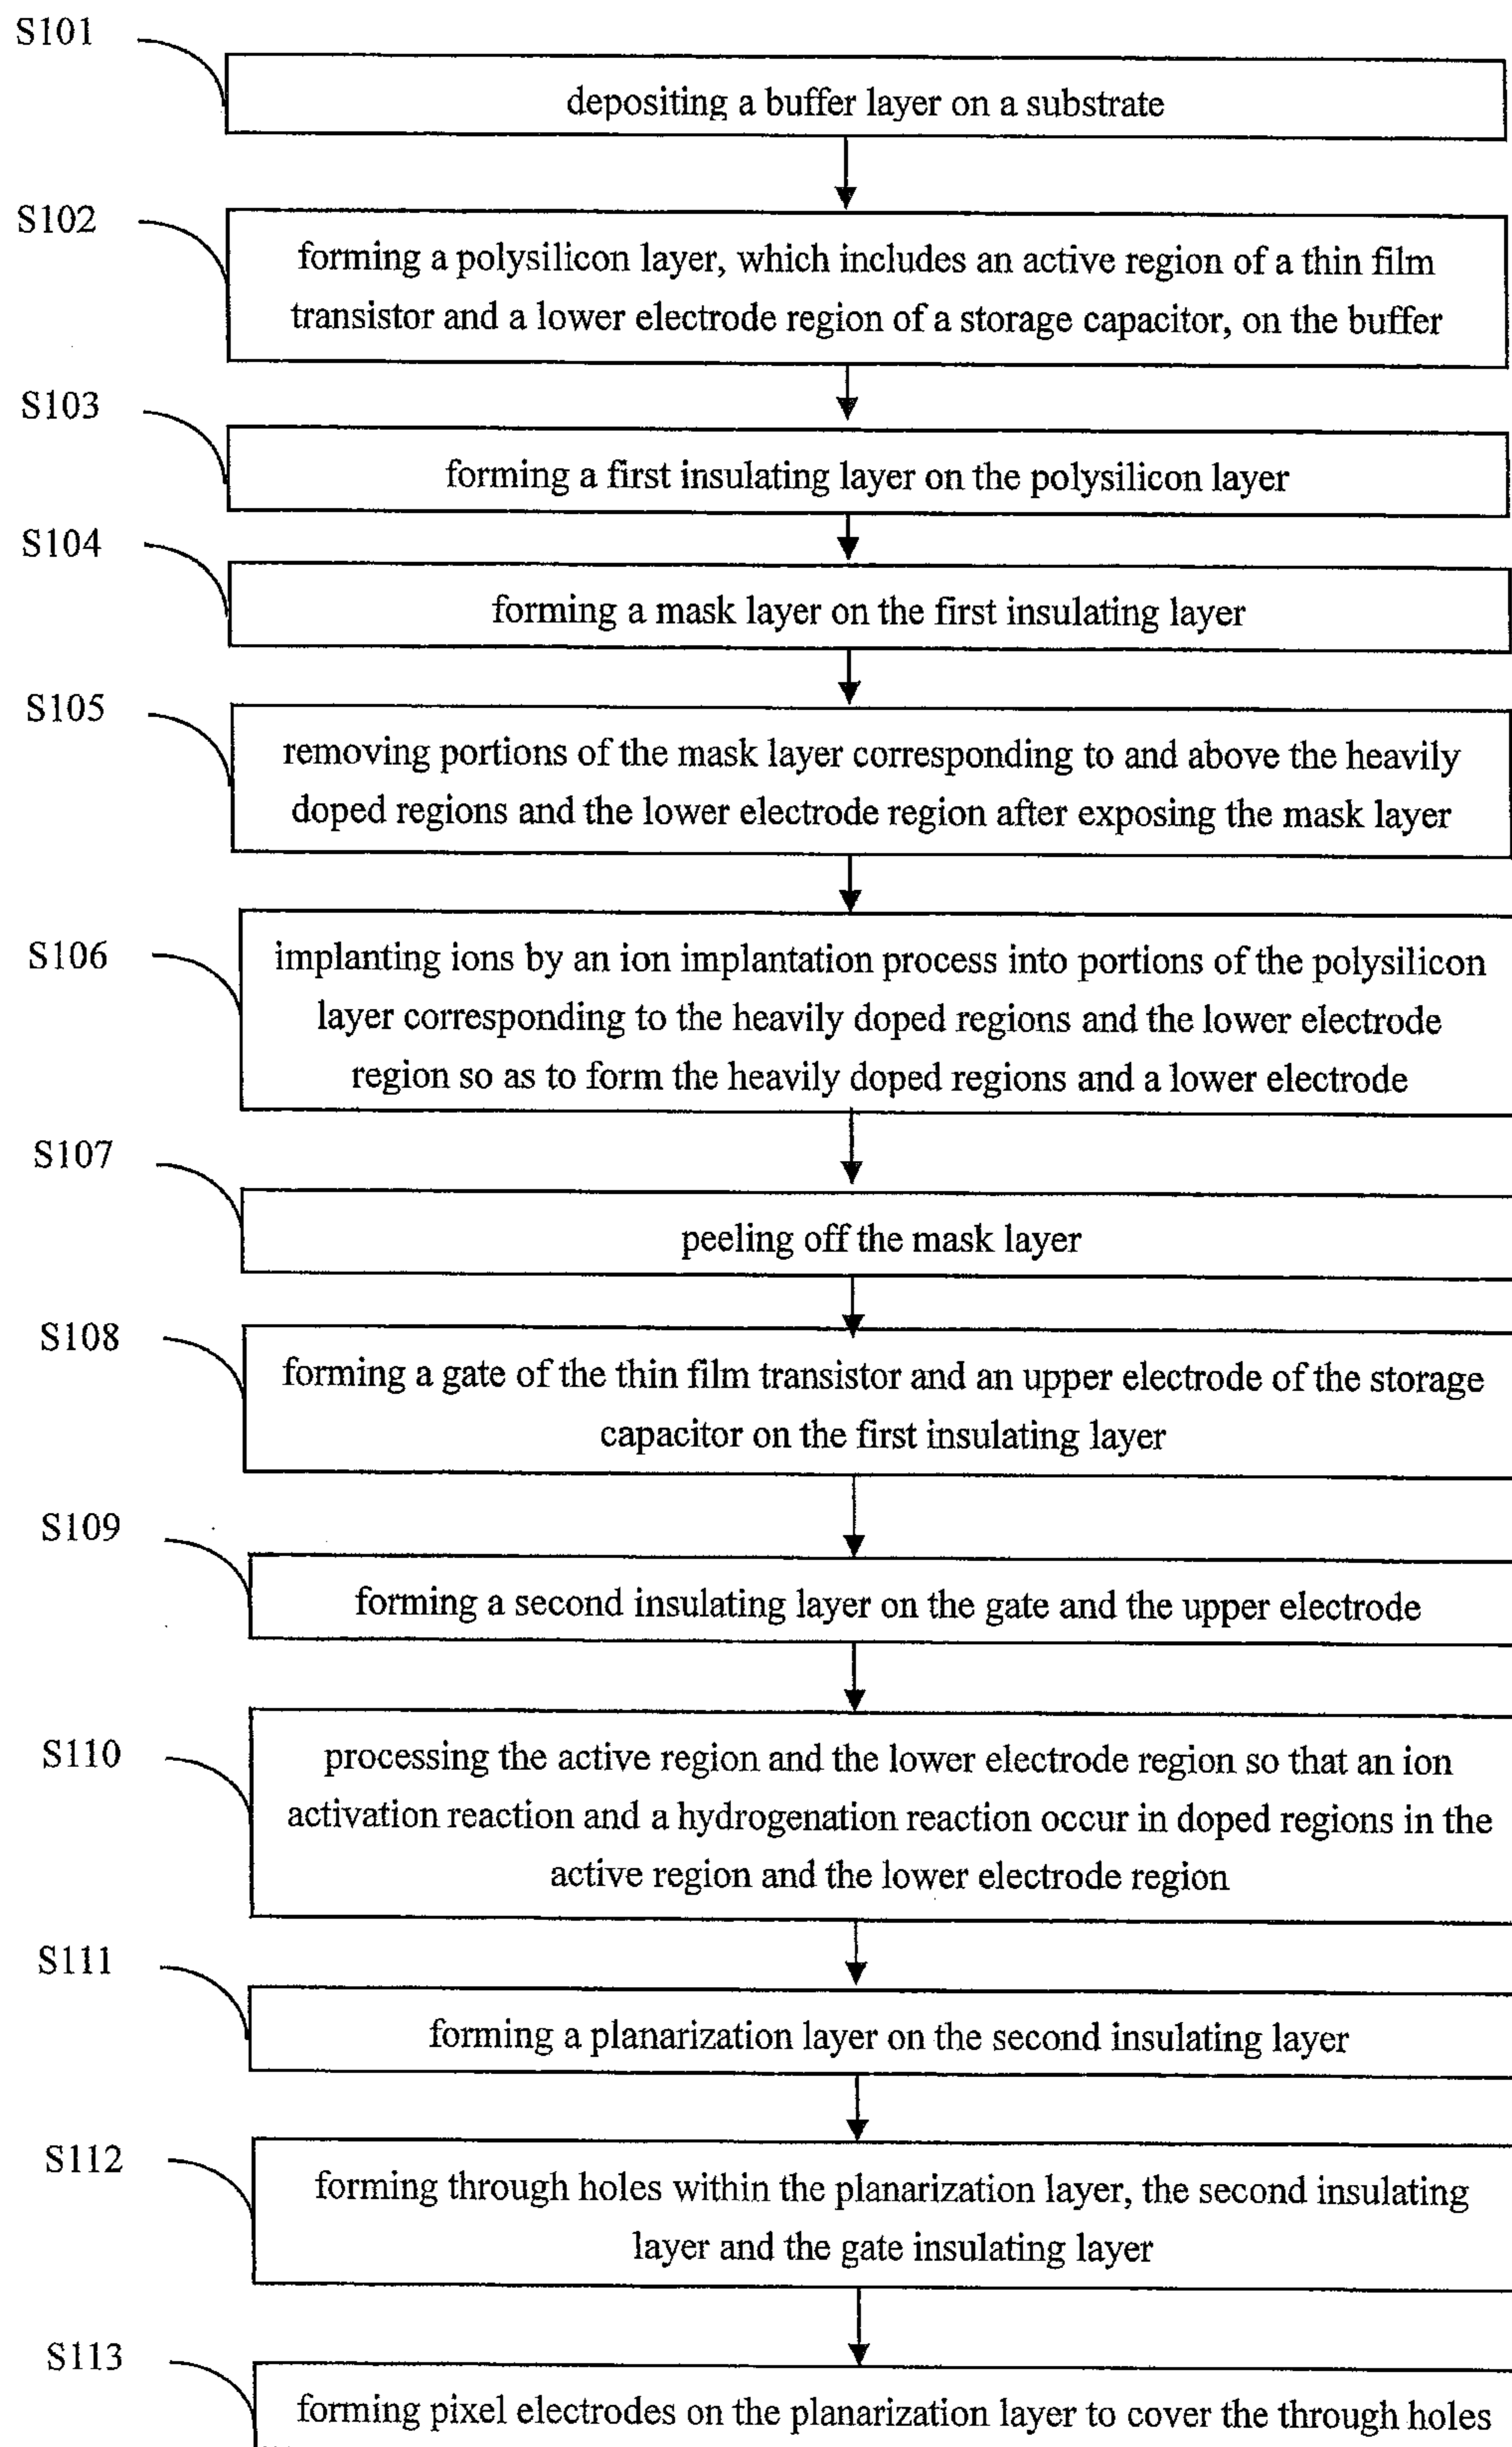 S101
depositing a buffer layer on a substrate
S102
forming a polysilicon layer, which includes an active region of a thin film
transistor and a lower electrode region of a storage capacitor, on the buffer
S103
forming a first insulating layer on the polysilicon layer
S104
forming a mask layer on the first insulating layer
S105
removing portions of the mask layer corresponding to and above the heavily
doped regions and the lower electrode region after exposing the mask layer
S106
implanting ions by an ion implantation process into portions of the polysilicon
layer corresponding to the heavily doped regions and the lower electrode
region so as to form the heavily doped regions and a lower electrode
S107
peeling off the mask layer
S108
forming a gate of the thin film transistor and an upper electrode of the storage
capacitor on the first insulating layer
S109
forming a second insulating layer on the gate and the upper electrode
S110
processing the active region and the lower electrode region so that an ion
activation reaction and a hydrogenation reaction occur in doped regions in the
active region and the lower electrode region
S111
forming a planarization layer on the second insulating layer
S112
forming through holes within the planarization layer, the second insulating
layer and the gate insulating layer
S113
forming pixel electrodes on the planarization layer to cover the through holes